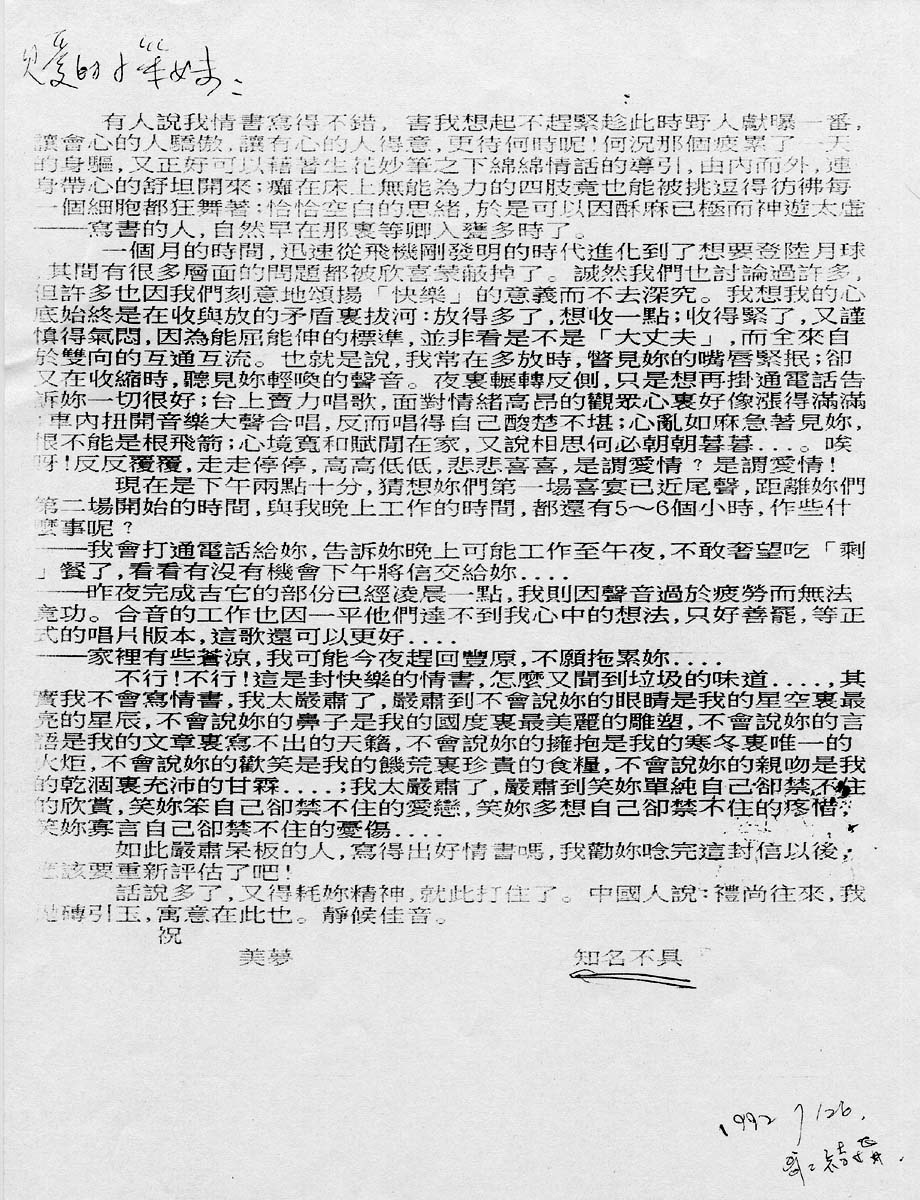 愛的 妹:
有人說我情書寫得不錯,害我想起不趕緊趁此時野人獻曝一番,
讓會心的人驕傲,讓有心的人得意,更待何時呢!何況那個疲累了一天
的身驅,又正好可以藉著生花妙筆之下綿綿情話的導引,由內而外,連
身帶心的舒坦開來;癱在床上無能為力的四肢竟也能被挑逗得彷彿每
一個細胞都狂舞著;恰恰空白的思緒,於是可以因酥麻已極而神遊太虛
——寫書的人,自然早在那裏等卿入甕多時了。
一個月的時間,迅速從飛機剛發明的時代進化到了想要登陸月球
,其間有很多層面的問題都被欣喜蒙蔽掉了。誠然我們也討論過許多,
但許多也因我們刻意地頌揚「快樂」的意義而不去深究。我想我的心
底始終是在收與放的矛盾裏拔河:放得多了,想收一點;收得緊了,又謹
慎得氣悶,因為能屈能伸的標準,並非看是不是「大丈夫」,而全來自
於雙向的互通互流。也就是說,我常在多放時,瞥見妳的嘴唇緊抿;卻
又在收縮時,聽見妳輕喚的聲音。夜裏輾轉反側,只是想再掛通電話告
訴妳一切很好;台上賣力唱歌,面對情緒高昂的觀眾心裏好像漲得滿滿
;車內扭開音樂大聲合唱,反而唱得自己酸楚不堪;心亂如麻急著見妳,
恨不能是根飛箭;心境寬和賦閒在家,又說相思何必朝朝暮暮...。唉
呀!反反覆覆,走走停停,高高低低,悲悲喜喜,是謂愛情?是謂愛情!
現在是下午兩點十分,猜想妳們第一場喜宴已近尾聲,距離妳們
第二場開始的時間,與我晚上工作的時間,都還有5~6個小時,作些什
麼事呢?
——我會打通電話給妳,告訴妳晚上可能工作至午夜,不敢奢望吃「剩
」餐了,看看有沒有機會下午將信交給妳....
——昨夜完成吉它的部份已經凌晨一點,我則因聲音過於疲勞而無法
竟功。合音的工作也因一平他們達不到我心中的想法,只好善罷,等正
式的唱片版本,這歌還可以更好....
——家裡有些蒼涼,我可能今夜趕回豐原,不願拖累妳....
不行!不行!這是封快樂的情書,怎麼又聞到垃圾的味道....,其
實我不會寫情書,我太嚴肅了,嚴肅到不會說妳的眼睛是我的星空裏最
亮的星辰,不會說妳的鼻子是我的國度裏最美麗的雕塑,不會說妳的言
語是我的文章裏寫不出的天籟,不會說妳的擁抱是我的寒冬裏唯一的
火炬,不會說妳的歡笑是我的饑荒裏珍貴的食糧,不會說妳的親吻是我
的乾涸裏充沛的甘霖....;我太嚴肅了,嚴肅到笑妳單純自己卻禁不住
的欣賞,笑妳笨自己卻禁不住的愛戀,笑妳多想自己卻禁不住的疼惜,
笑妳寡言自己卻禁不住的憂傷....
如此嚴肅呆板的人,寫得出好情書嗎,我勸妳唸完這封信以後,
應該要重新評估了吧!
話說多了,又得耗妳精神,就此打住了。中國人說:禮尚往來,我
拋磚引玉,寓意在此也。靜候佳音。
祝
美夢 知名不具
1992 7/26.